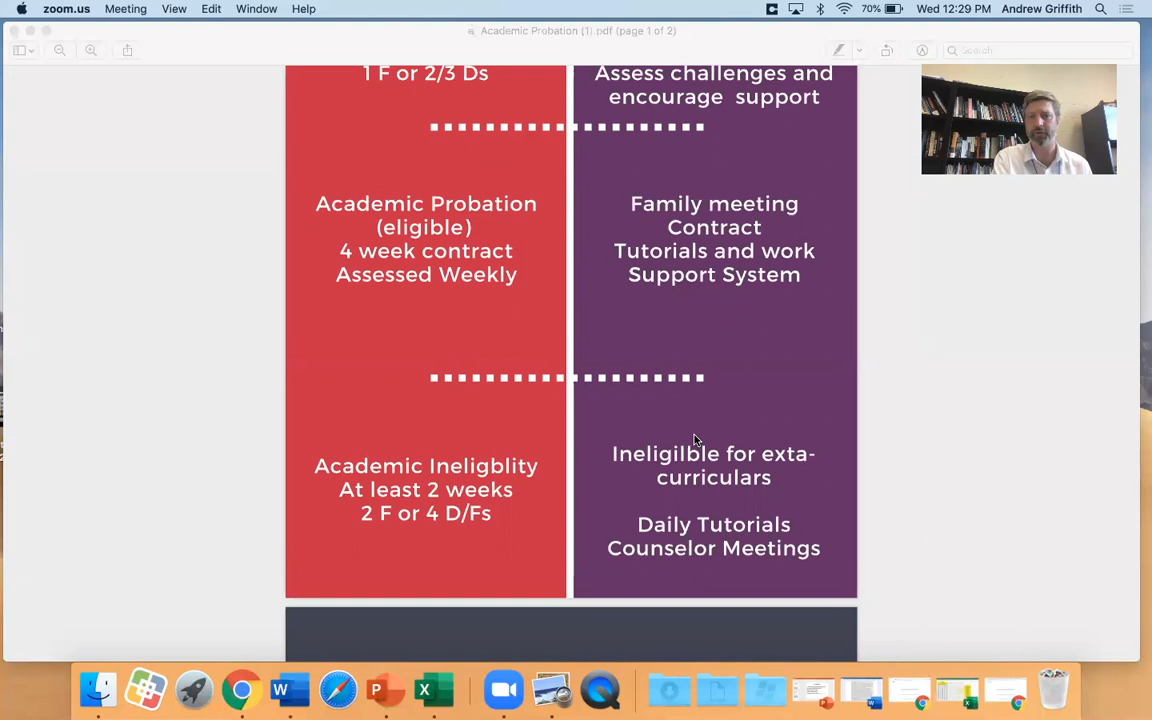 zoom.us Meeting View Edit Window Help 70% Wed 12:29 PM Andrew Griffith
Academic Probation (1).pdf (page 1 of 2)
Search
1 F or 2/3 Ds
Academic Probation
(eligible)
4 week contract
Assessed Weekly
Academic Ineligblity
At least 2 weeks
2 F or 4 D/Fs
Assess challenges and
encourage support
Family meeting
Contract
Tutorials and work
Support System
Ineligilble for exta-
curriculars
Daily Tutorials
Counselor Meetings